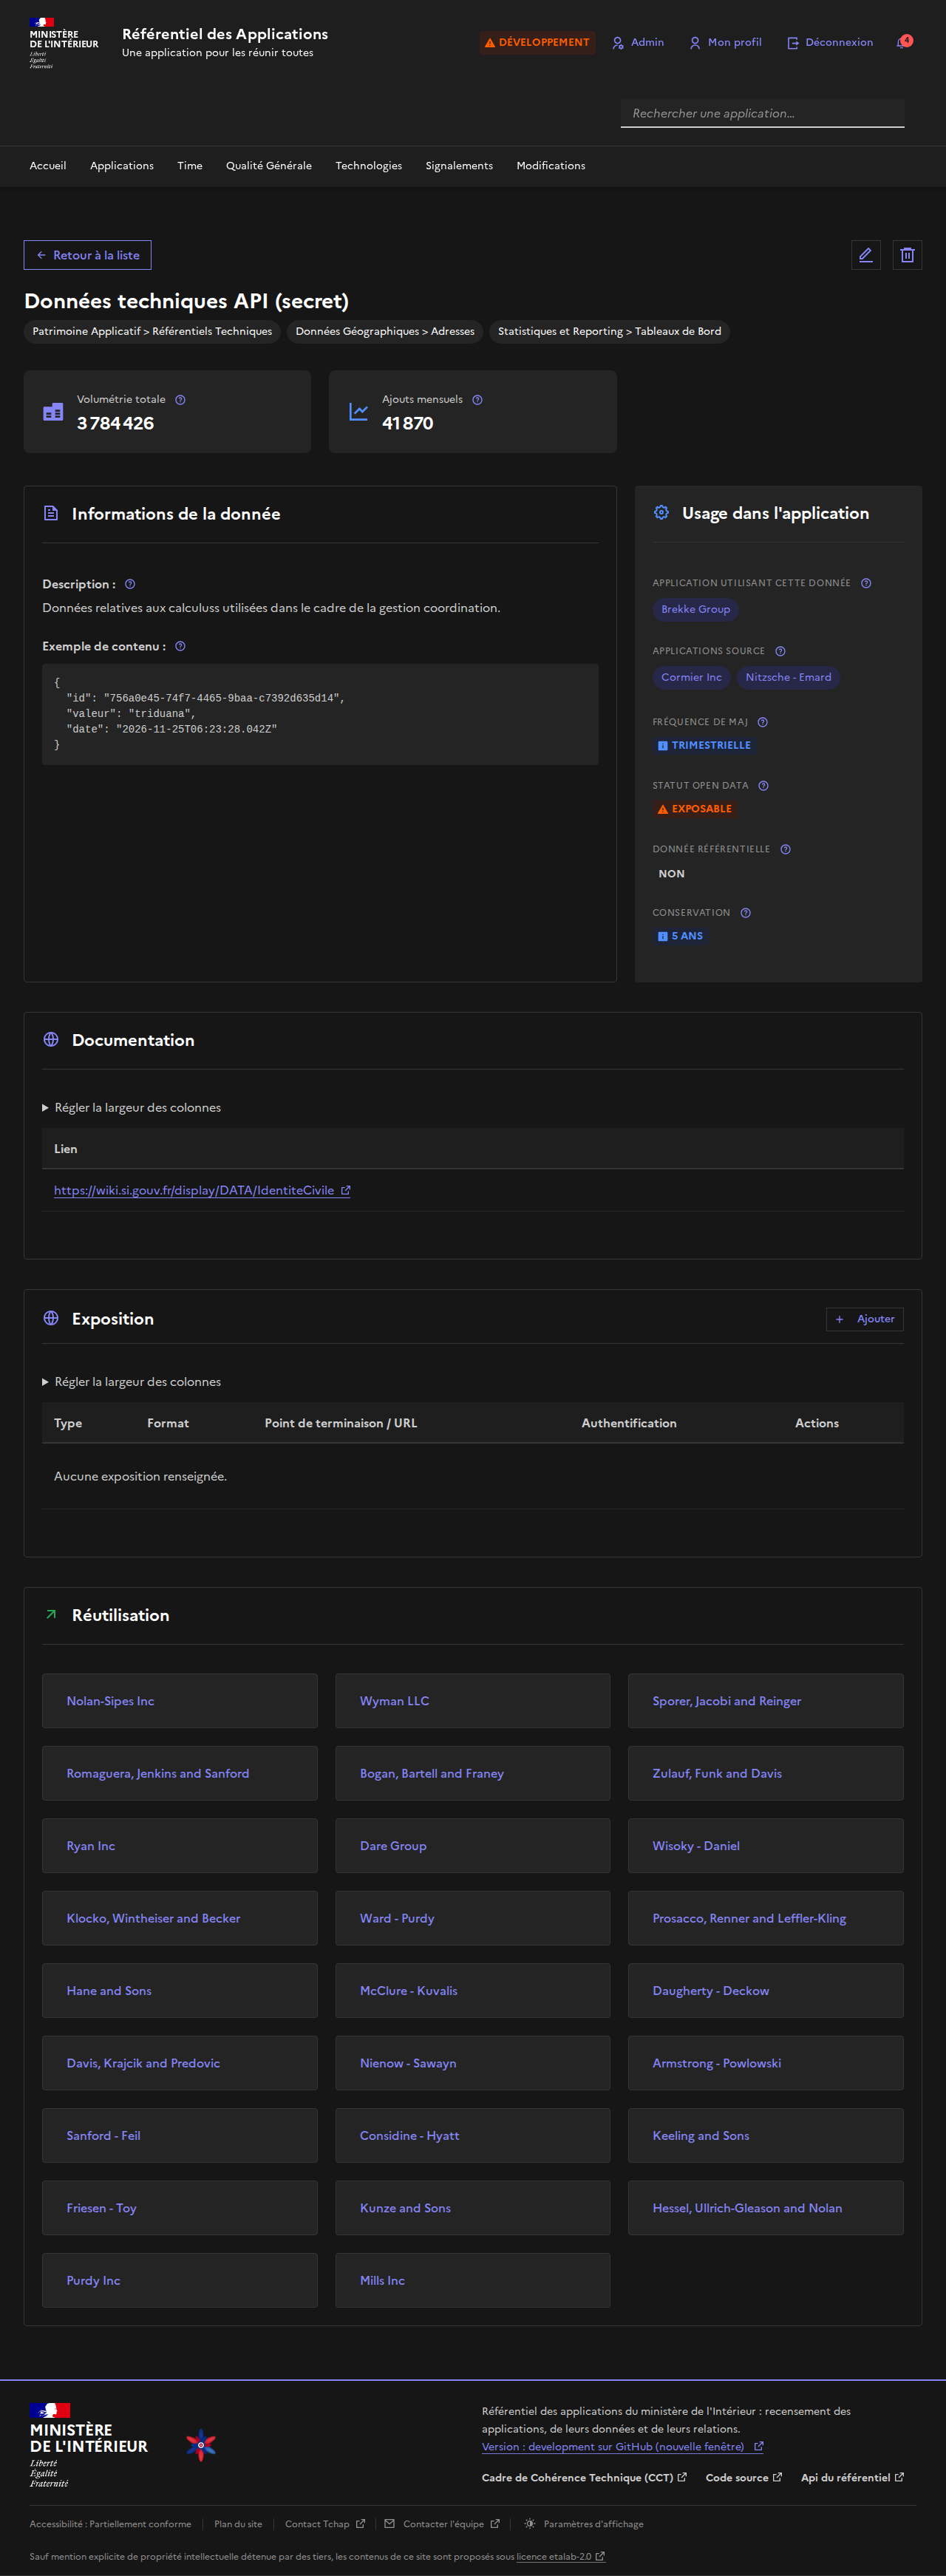 MINISTÈRE
DE L'INTÉRIEUR
Liberté
Égalité
Fraternité
Référentiel des Applications
Une application pour les réunir toutes
DÉVELOPPEMENT
Admin
Mon profil
Déconnexion
4
Rechercher une application...
Accueil
Applications
Time
Qualité Générale
Technologies
Signalements
Modifications
Retour à la liste
Données techniques API (secret)
Patrimoine Applicatif > Référentiels Techniques
Données Géographiques > Adresses
Statistiques et Reporting > Tableaux de Bord
Volumétrie totale
3 784 426
Ajouts mensuels
41 870
Informations de la donnée
Description :
Données relatives aux calculuss utilisées dans le cadre de la gestion coordination.
Exemple de contenu :
{
"id": "756a0e45-74f7-4465-9baa-c7392d635d14",
"valeur": "triduana",
"date": "2026-11-25T06:23:28.042Z"
}
Usage dans l'application
APPLICATION UTILISANT CETTE DONNÉE
Brekke Group
APPLICATIONS SOURCE
Cormier Inc
Nitzsche - Emard
FRÉQUENCE DE MAJ
TRIMESTRIELLE
STATUT OPEN DATA
EXPOSABLE
DONNÉE RÉFÉRENTIELLE
NON
CONSERVATION
5 ANS
Documentation
Régler la largeur des colonnes
Lien
https://wiki.si.gouv.fr/display/DATA/IdentiteCivile
Exposition
Ajouter
Régler la largeur des colonnes
Type Format Point de terminaison / URL Authentification Actions
Aucune exposition renseignée.
Réutilisation
Nolan-Sipes Inc
Wyman LLC
Sporer, Jacobi and Reinger
Romaguera, Jenkins and Sanford
Bogan, Bartell and Franey
Zulauf, Funk and Davis
Ryan Inc
Dare Group
Wisoky - Daniel
Klocko, Wintheiser and Becker
Ward - Purdy
Prosacco, Renner and Leffler-Kling
Hane and Sons
McClure - Kuvalis
Daugherty - Deckow
Davis, Krajcik and Predovic
Nienow - Sawayn
Armstrong - Powlowski
Sanford - Feil
Considine - Hyatt
Keeling and Sons
Friesen - Toy
Kunze and Sons
Hessel, Ullrich-Gleason and Nolan
Purdy Inc
Mills Inc
MINISTÈRE
DE L'INTÉRIEUR
Liberté
Égalité
Fraternité
Référentiel des applications du ministère de l'Intérieur : recensement des
applications, de leurs données et de leurs relations.
Version : development sur GitHub (nouvelle fenêtre)
Cadre de Cohérence Technique (CCT)
Code source
Api du référentiel
Accessibilité : Partiellement conforme
Plan du site
Contact Tchap
Contacter l'équipe
Paramètres d'affichage
Sauf mention explicite de propriété intellectuelle détenue par des tiers, les contenus de ce site sont proposés sous licence etalab-2.0